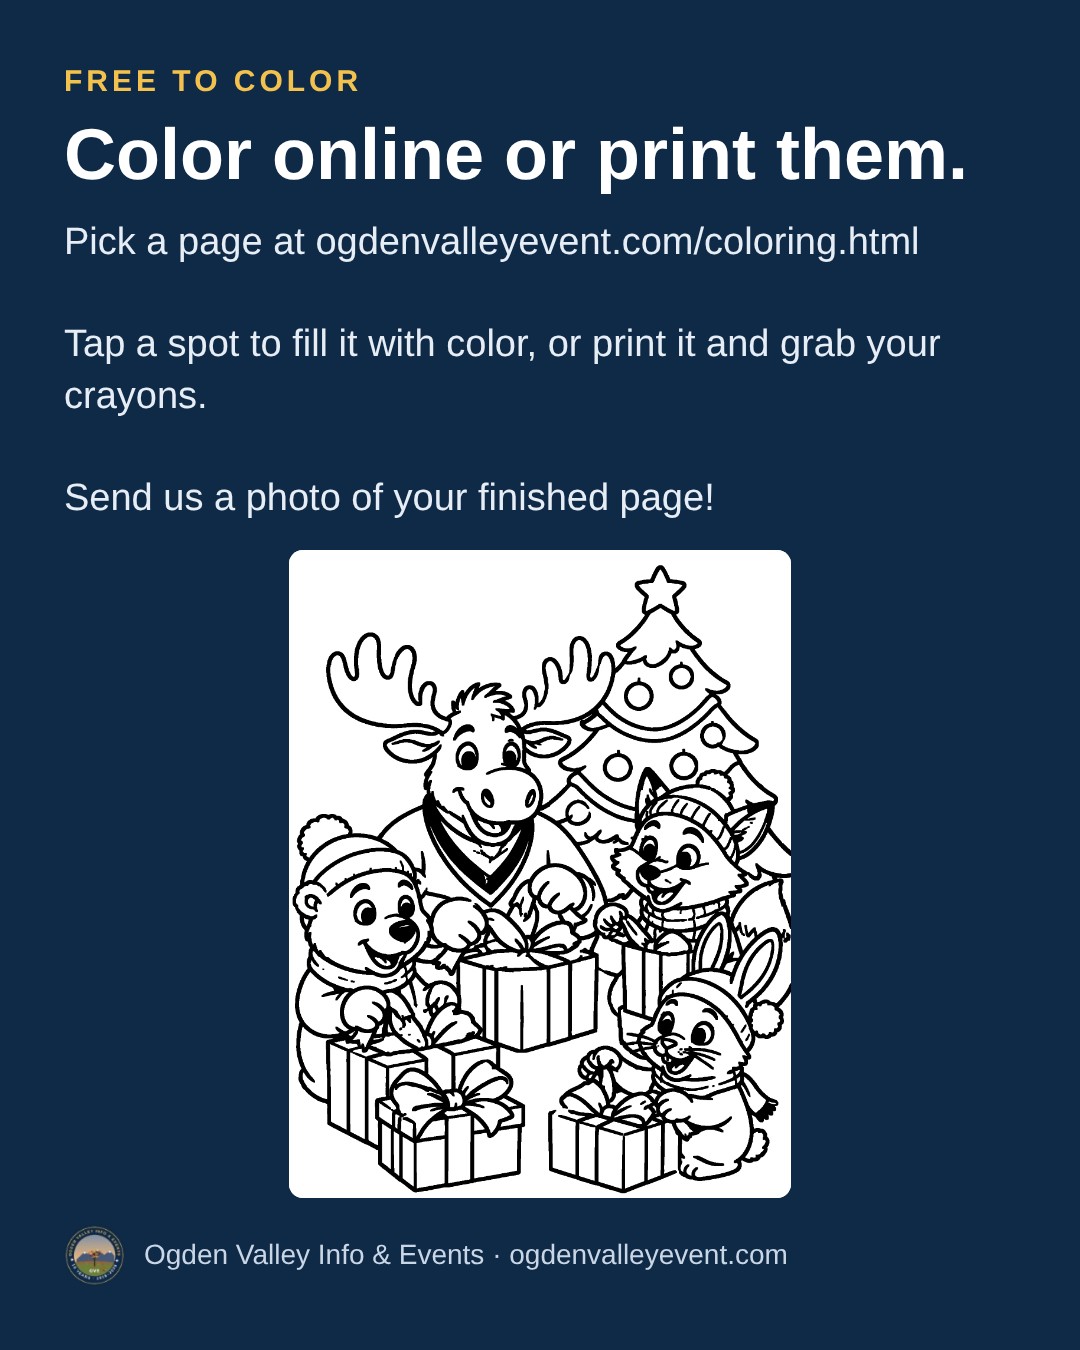 FREE TO COLOR
Color online or print them.
Pick a page at ogdenvalleyevent.com/coloring.html
Tap a spot to fill it with color, or print it and grab your
crayons.
Send us a photo of your finished page!
Ogden Valley Info & Events · ogdenvalleyevent.com